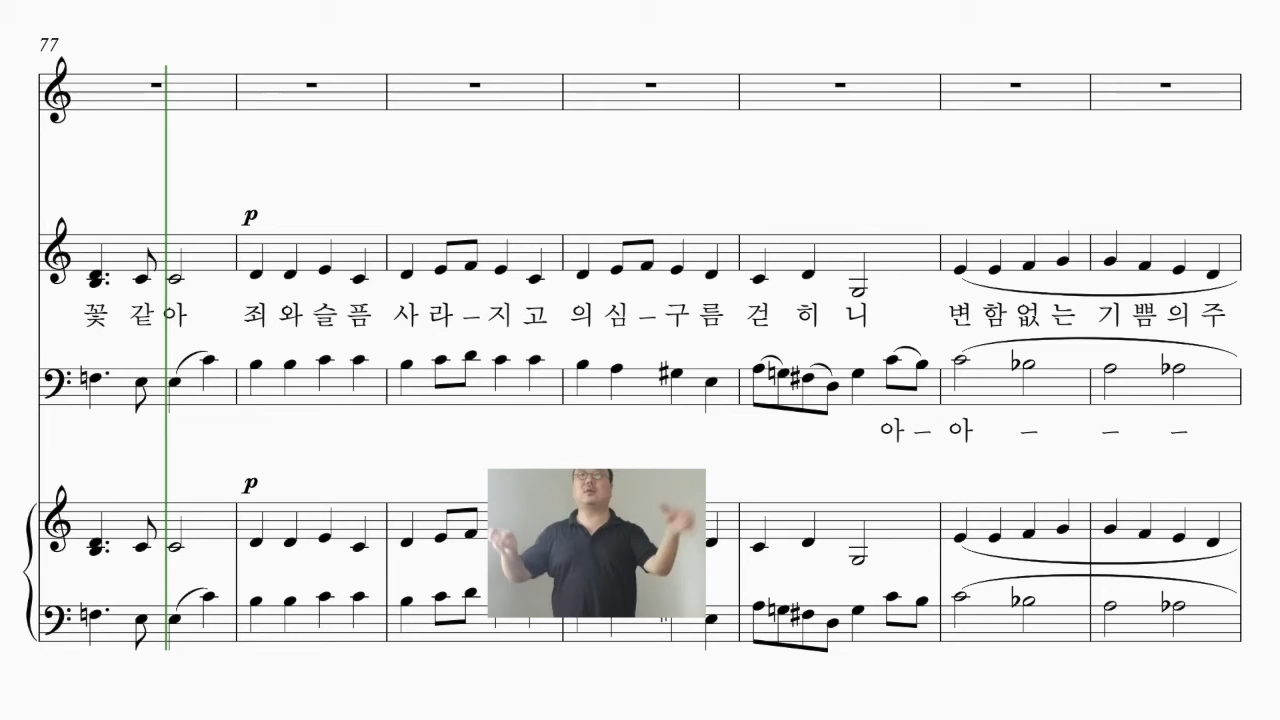 77
p
꽃 같 아 죄 와 슬 픔 사 라 – 지 고 의 심 – 구 름 걷 히 니 변 함 없 는 기 쁨 의 주
아 – 아 – – –
p